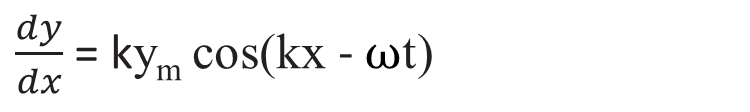 dy/dx = ky_m cos(kx - ωt)